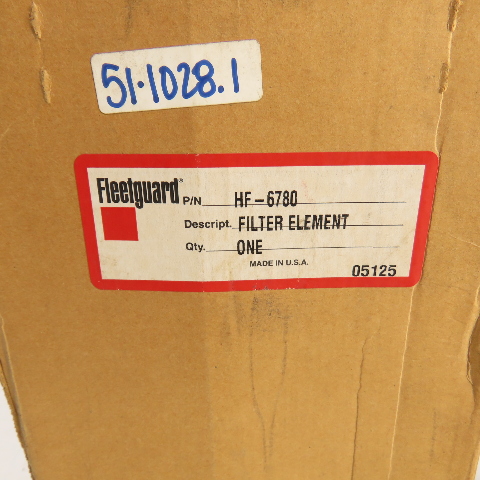 51-1028.1
Fleetguard®
P/N HF-6780
Descript. FILTER ELEMENT
Qty. ONE
MADE IN U.S.A.
05125